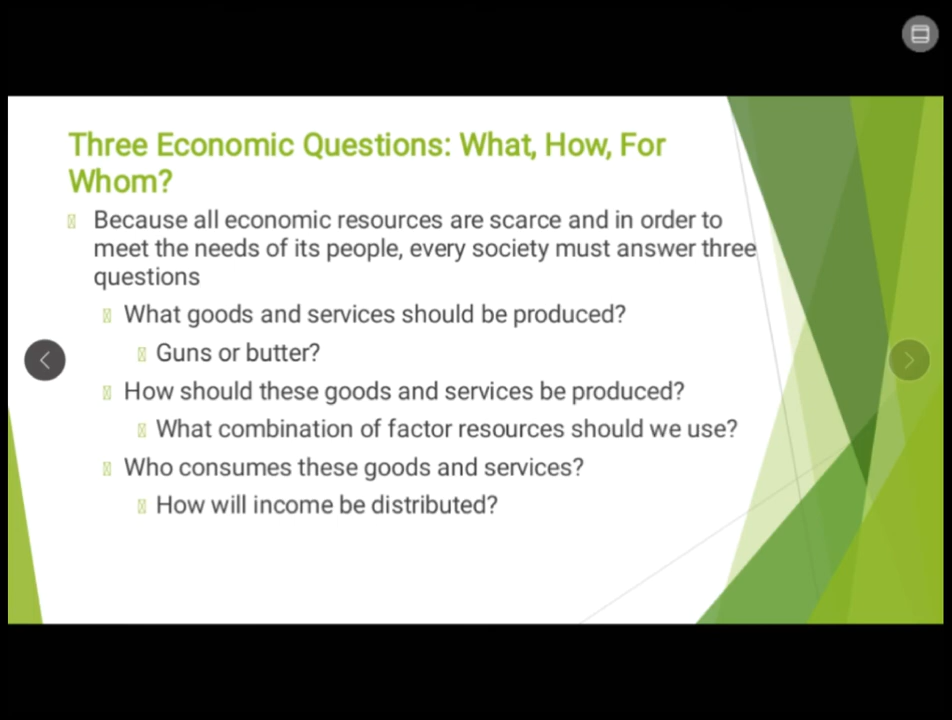 Three Economic Questions: What, How, For
Whom?
Because all economic resources are scarce and in order to
meet the needs of its people, every society must answer three
questions
What goods and services should be produced?
Guns or butter?
How should these goods and services be produced?
What combination of factor resources should we use?
Who consumes these goods and services?
How will income be distributed?